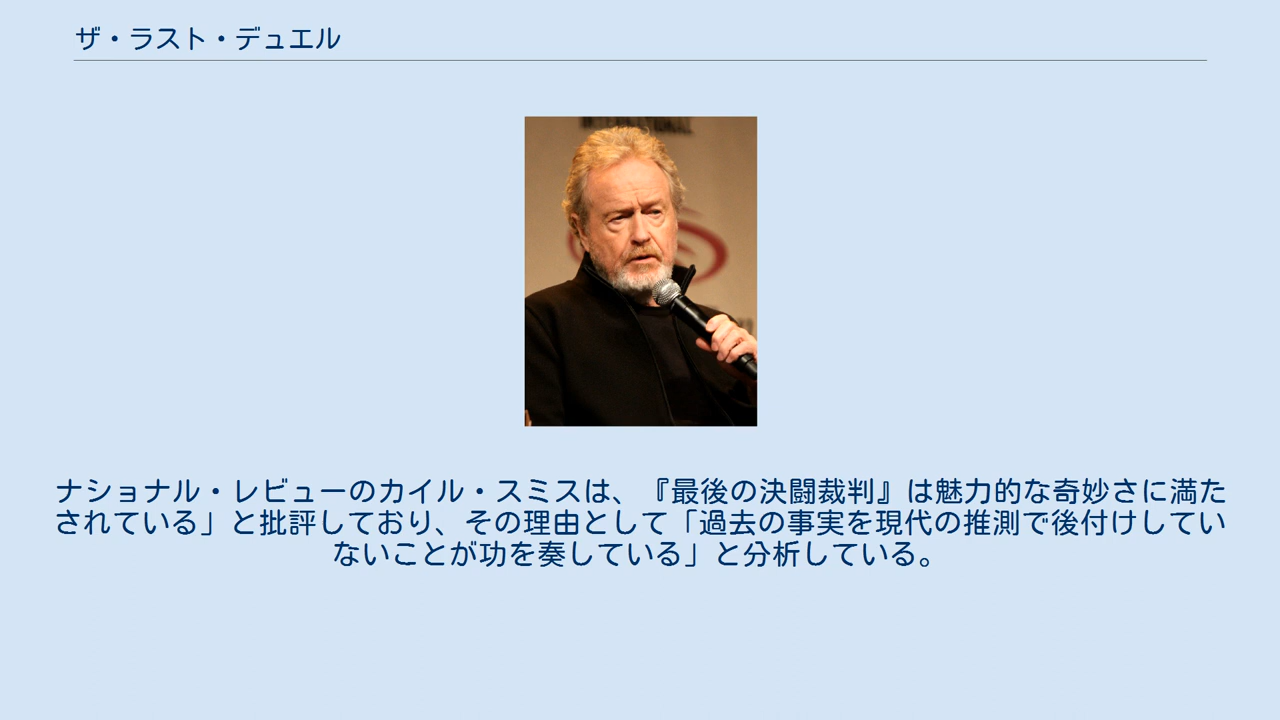 ザ・ラスト・デュエル
ナショナル・レビューのカイル・スミスは、『最後の決闘裁判』は魅力的な奇妙さに満た
されている」と批評しており、その理由として「過去の事実を現代の推測で後付けしてい
ないことが功を奏している」と分析している。